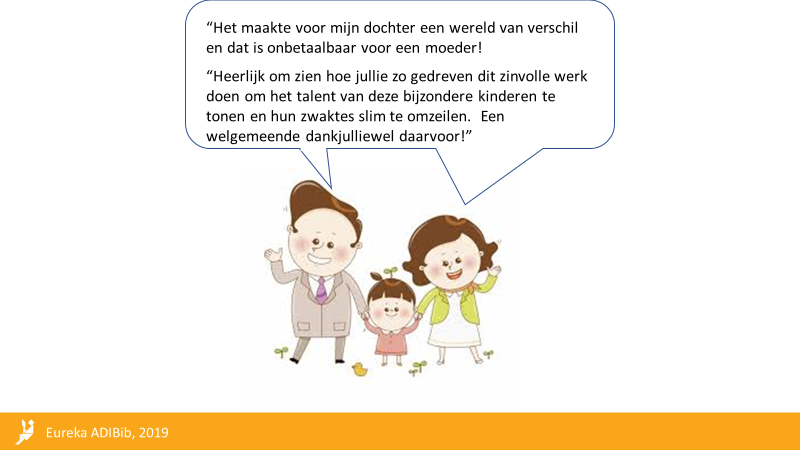 “Het maakte voor mijn dochter een wereld van verschil
en dat is onbetaalbaar voor een moeder!
“Heerlijk om zien hoe jullie zo gedreven dit zinvolle werk
doen om het talent van deze bijzondere kinderen te
tonen en hun zwaktes slim te omzeilen.  Een
welgemeende dankjulliewel daarvoor!”
Eureka ADIBib, 2019